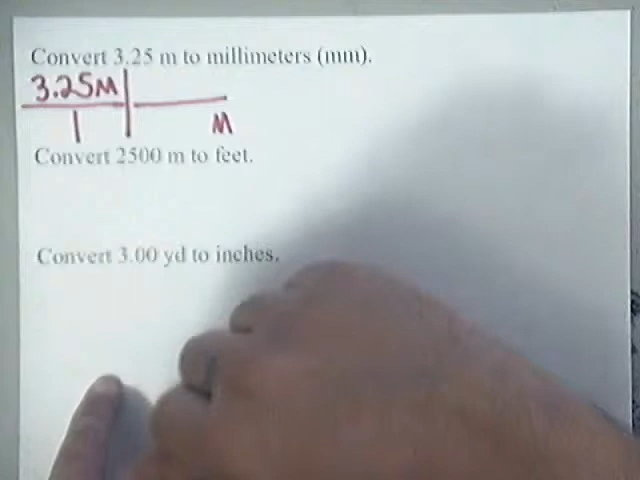 Convert 3.25 m to millimeters (mm).
3.25M
1 M
Convert 2500 m to feet.
Convert 3.00 yd to inches.